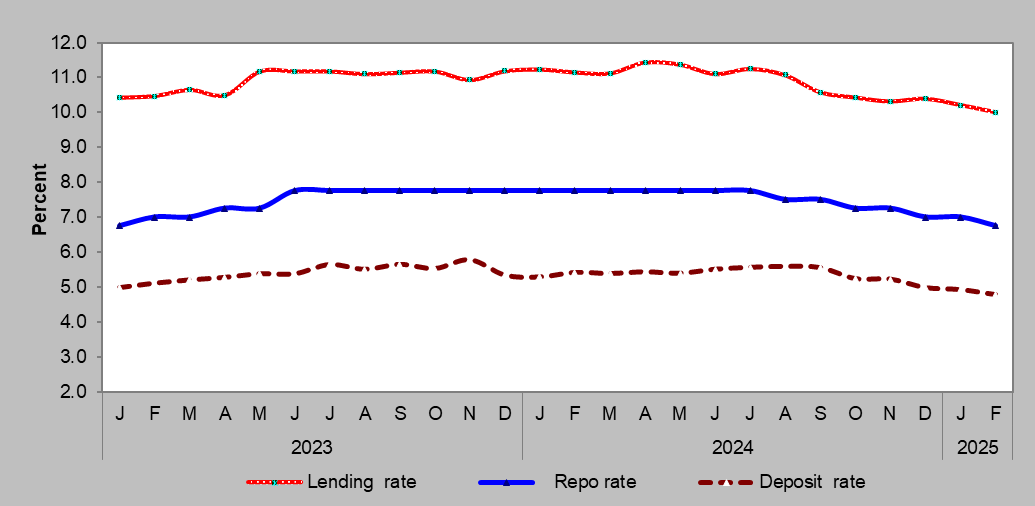 12.0
11.0
10.0
9.0
8.0
7.0
6.0
5.0
4.0
3.0
2.0
Percent
J F M A M J J A S O N D J F M A M J J A S O N D J F
2023 2024 2025
Lending rate Repo rate Deposit rate